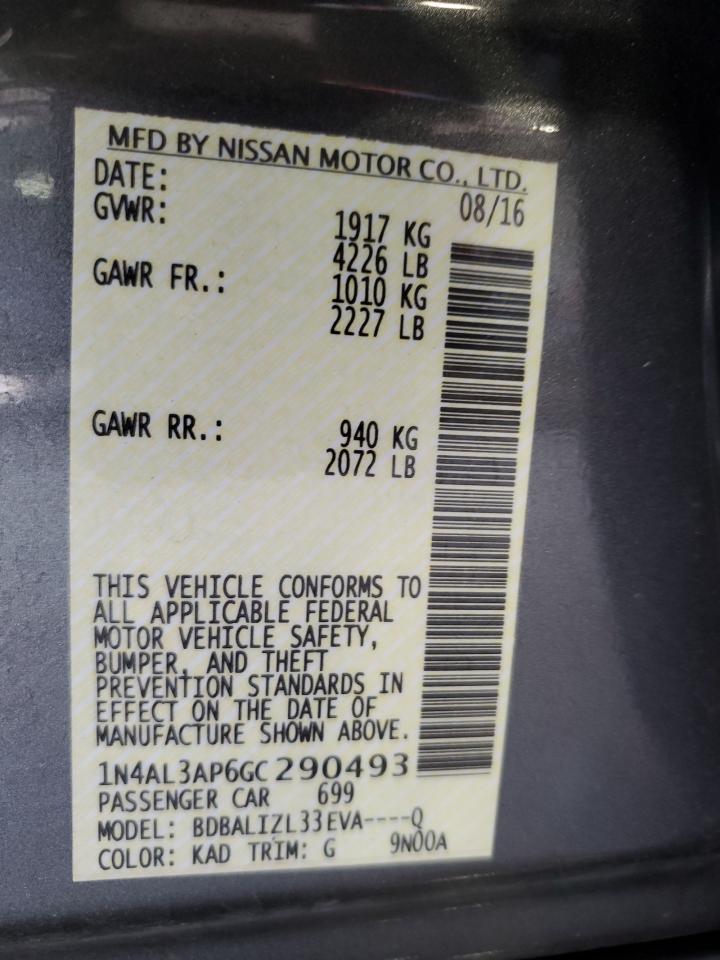 MFD BY NISSAN MOTOR CO., LTD.
DATE: 08/16
GVWR: 1917 KG
4226 LB
GAWR FR.: 1010 KG
2227 LB
GAWR RR.: 940 KG
2072 LB
THIS VEHICLE CONFORMS TO
ALL APPLICABLE FEDERAL
MOTOR VEHICLE SAFETY,
BUMPER, AND THEFT
PREVENTION STANDARDS IN
EFFECT ON THE DATE OF
MANUFACTURE SHOWN ABOVE.
1N4AL3AP6GC290493
PASSENGER CAR 699
MODEL: BDBALIZL33EVA----Q
COLOR: KAD TRIM: G 9N00A